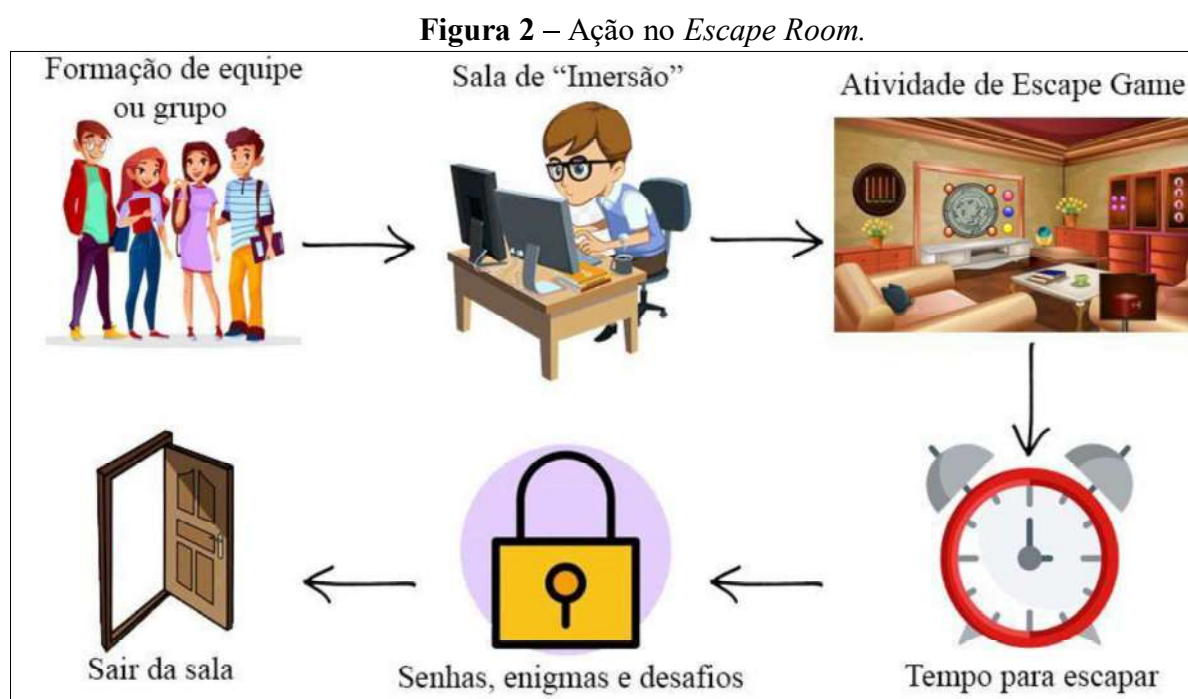 Figura 2 – Ação no Escape Room.
Formação de equipe
ou grupo
Sala de “Imersão”
Atividade de Escape Game
Tempo para escapar
Senhas, enigmas e desafios
Sair da sala